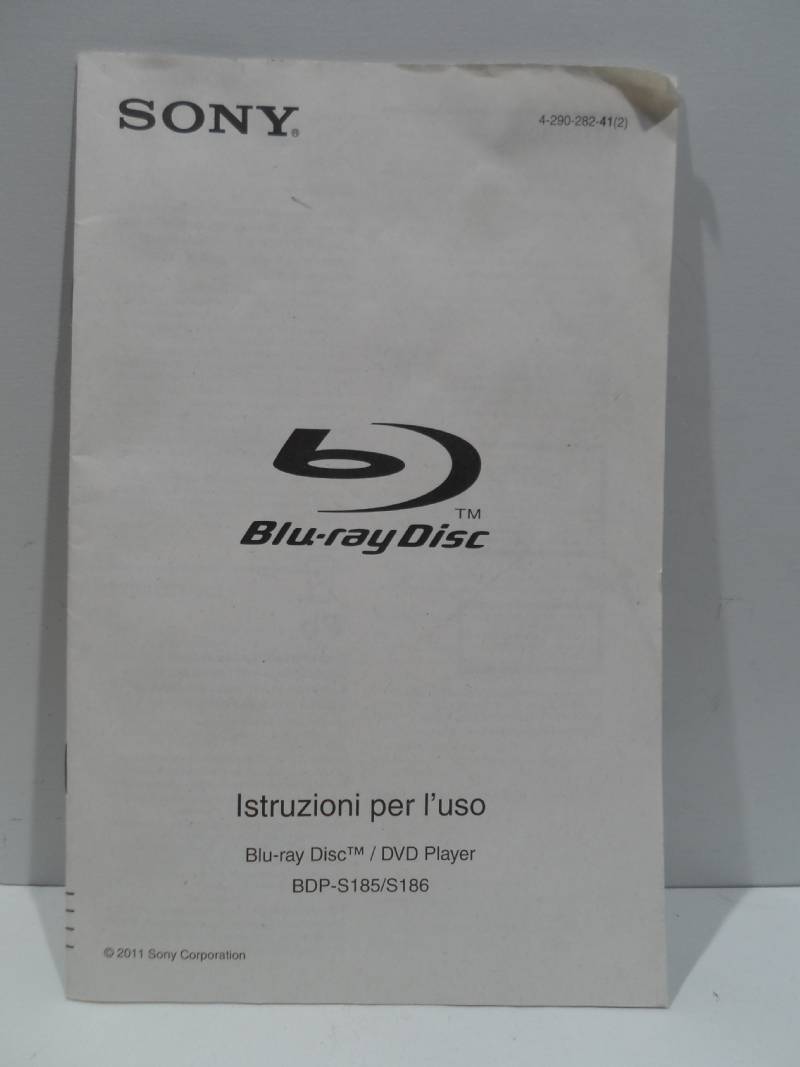 SONY®
4-290-282-41(2)
TM
Blu-ray Disc
Istruzioni per l'uso
Blu-ray Disc™ / DVD Player
BDP-S185/S186
© 2011 Sony Corporation